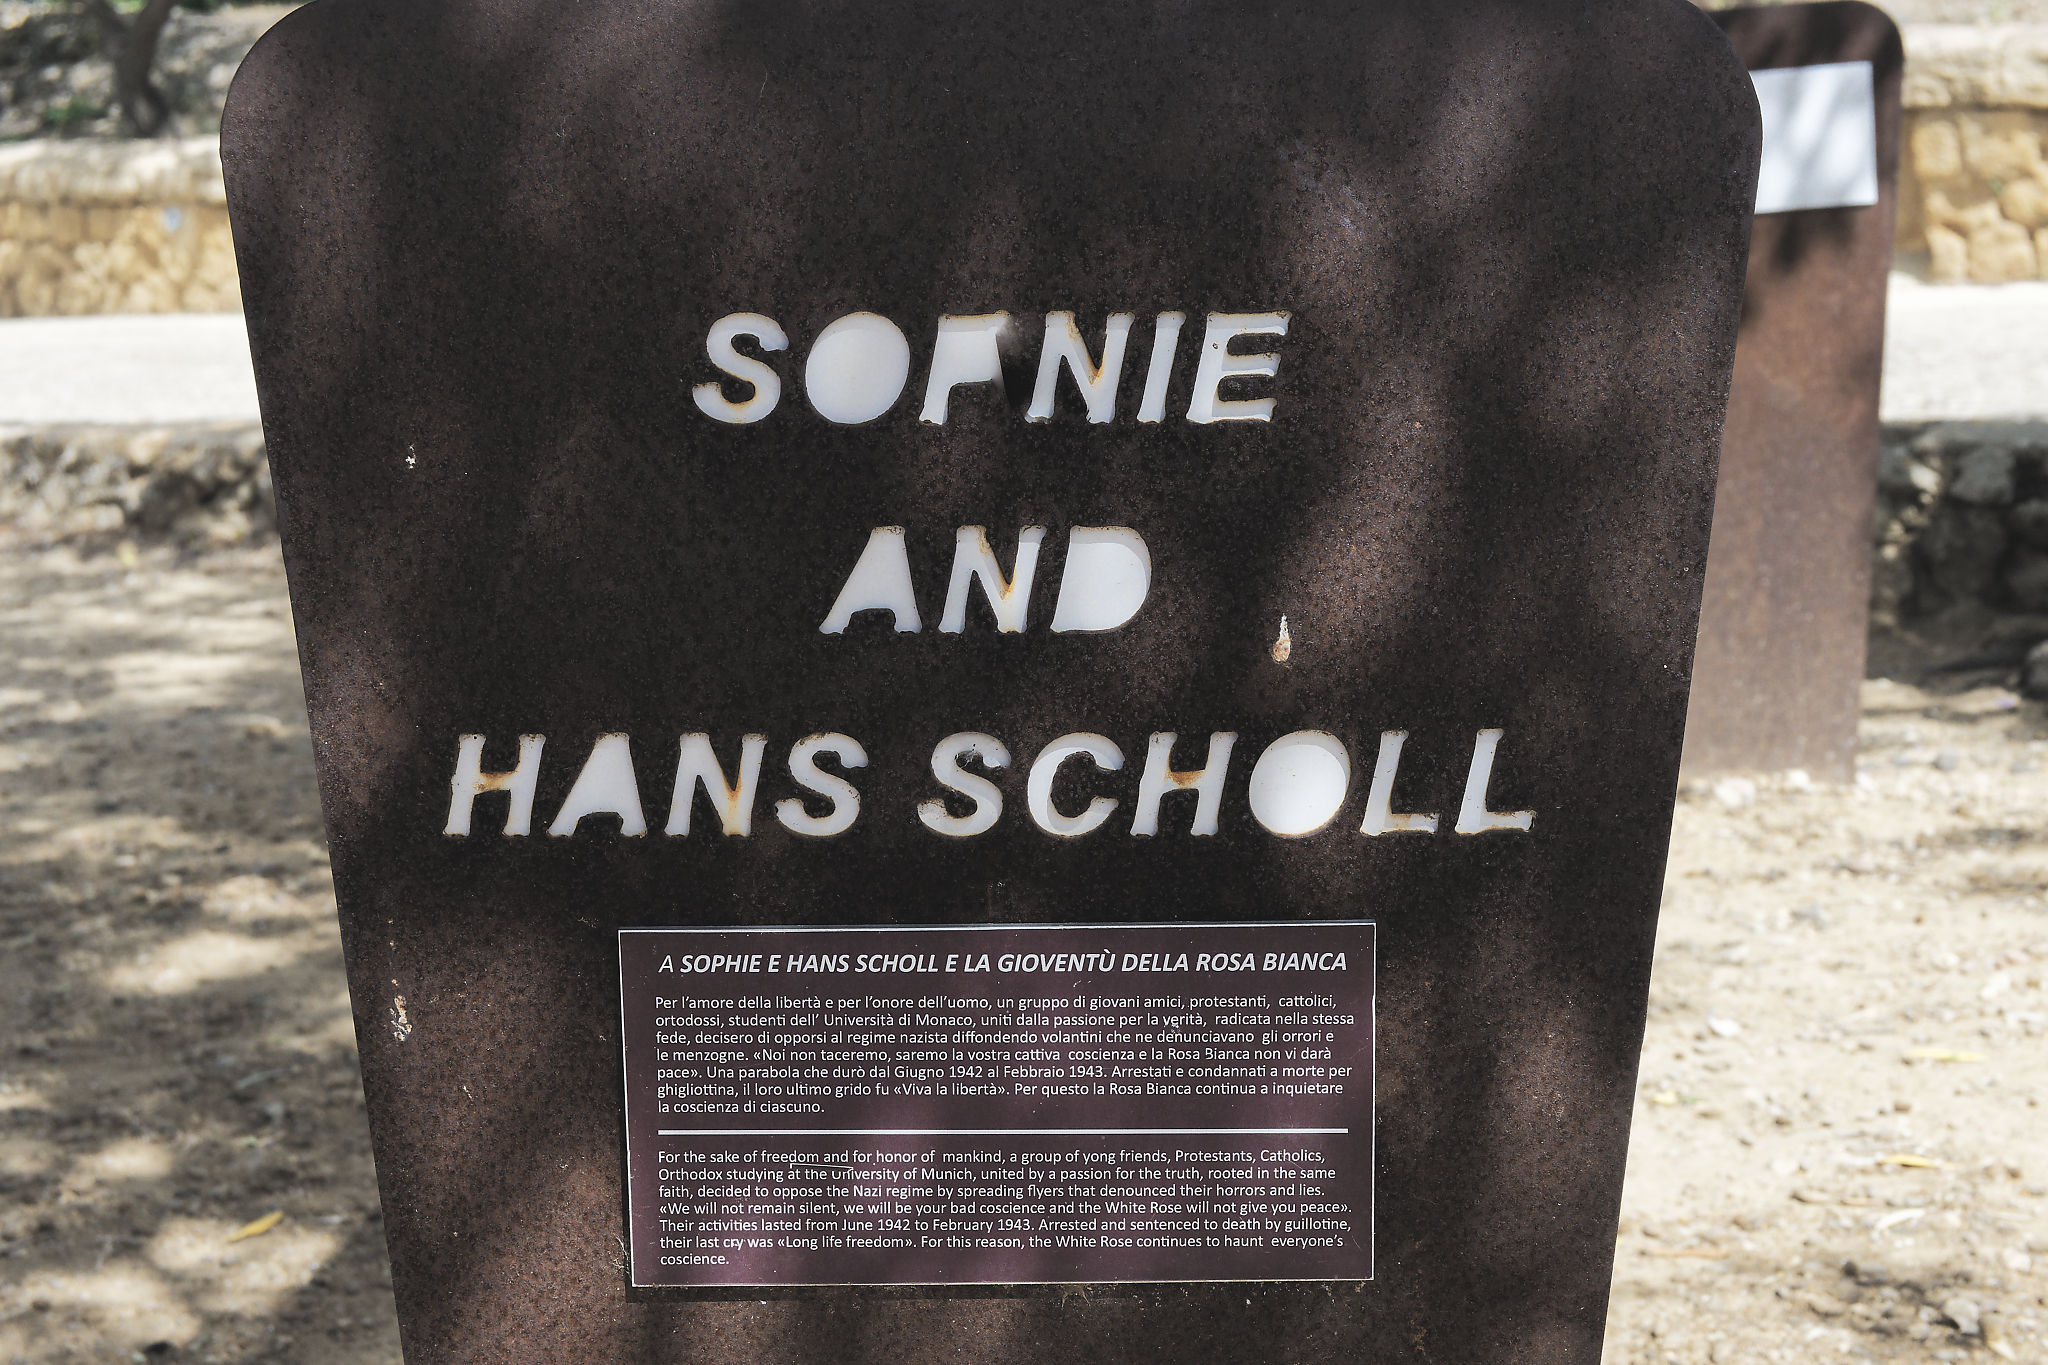 SOPHIE
AND
HANS SCHOLL
A SOPHIE E HANS SCHOLL E LA GIOVENTÙ DELLA ROSA BIANCA
Per l'amore della libertà e per l'onore dell'uomo, un gruppo di giovani amici, protestanti, cattolici,
ortodossi, studenti dell' Università di Monaco, uniti dalla passione per la verità, radicata nella stessa
fede, decisero di opporsi al regime nazista diffondendo volantini che ne denunciavano gli orrori e
le menzogne. «Noi non taceremo, saremo la vostra cattiva coscienza e la Rosa Bianca non vi darà
pace». Una parabola che durò dal Giugno 1942 al Febbraio 1943. Arrestati e condannati a morte per
ghigliottina, il loro ultimo grido fu «Viva la libertà». Per questo la Rosa Bianca continua a inquietare
la coscienza di ciascuno.
For the sake of freedom and for honor of mankind, a group of yong friends, Protestants, Catholics,
Orthodox studying at the University of Munich, united by a passion for the truth, rooted in the same
faith, decided to oppose the Nazi regime by spreading flyers that denounced their horrors and lies.
«We will not remain silent, we will be your bad coscience and the White Rose will not give you peace».
Their activities lasted from June 1942 to February 1943. Arrested and sentenced to death by guillotine,
their last cry was «Long life freedom». For this reason, the White Rose continues to haunt everyone's
coscience.